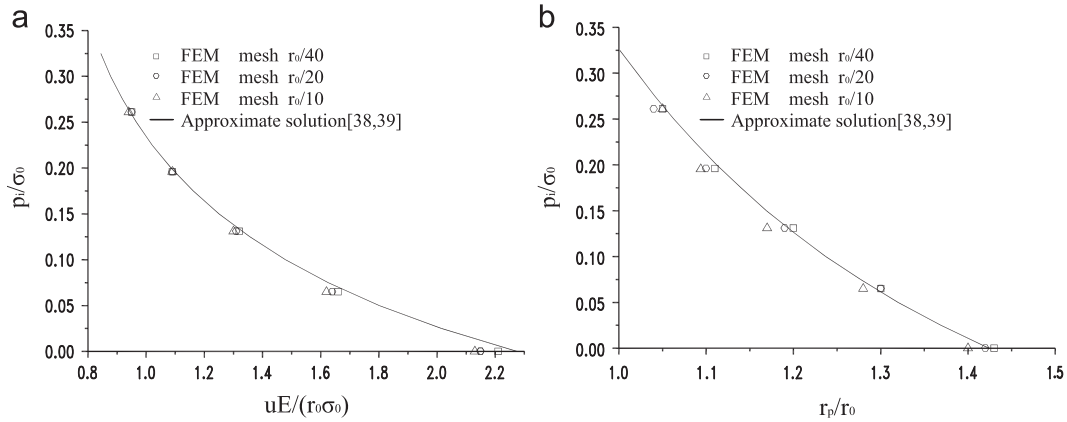 a
0.35
0.30
0.25
0.20
0.15
0.10
0.05
0.00
pi/σ0
FEM mesh r0/40
FEM mesh r0/20
FEM mesh r0/10
Approximate solution[38,39]
0.8 1.0 1.2 1.4 1.6 1.8 2.0 2.2
uE/(r0σ0)
b
0.35
0.30
0.25
0.20
0.15
0.10
0.05
0.00
pi/σ0
FEM mesh r0/40
FEM mesh r0/20
FEM mesh r0/10
Approximate solution[38,39]
1.0 1.1 1.2 1.3 1.4 1.5
rp/r0